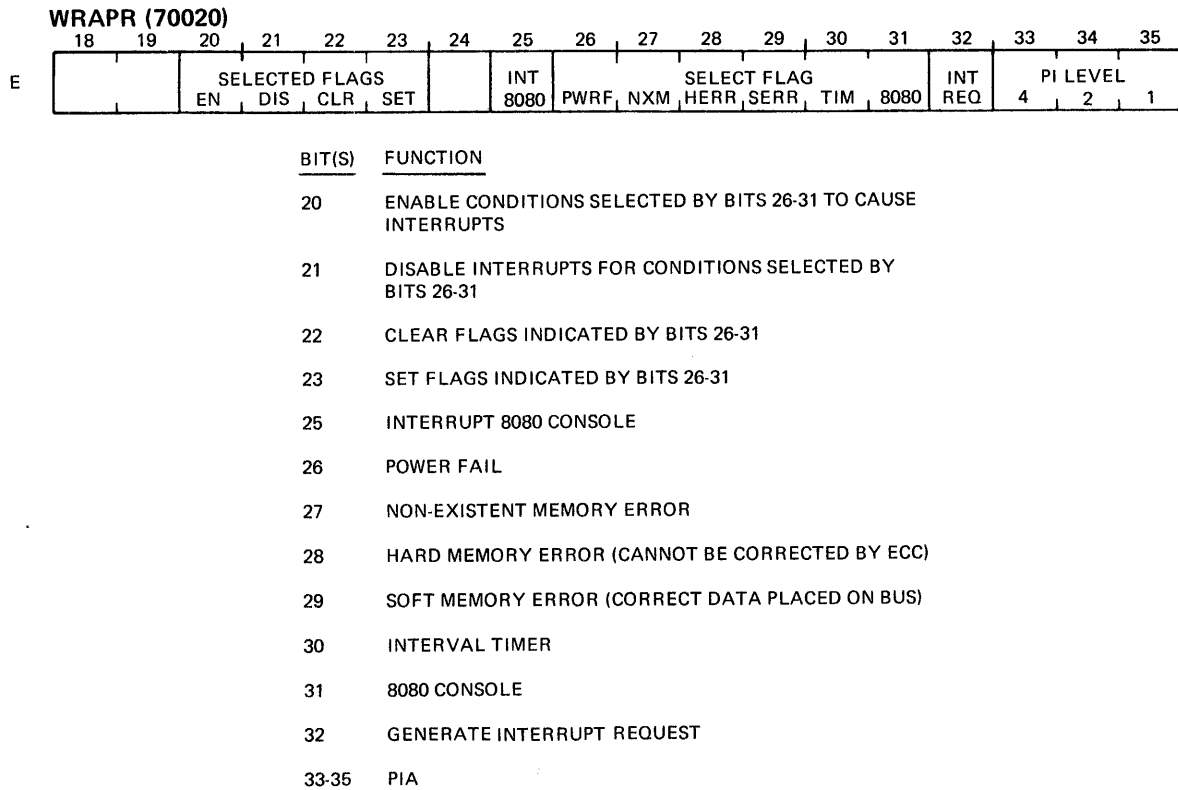 WRAPR (70020)
18 19 20 21 22 23 24 25 26 27 28 29 30 31 32 33 34 35
E SELECTED FLAGS INT SELECT FLAG INT PI LEVEL
EN DIS CLR SET 8080 PWRF NXM HERR SERR TIM 8080 REQ 4 2 1
BIT(S) FUNCTION
20 ENABLE CONDITIONS SELECTED BY BITS 26-31 TO CAUSE
INTERRUPTS
21 DISABLE INTERRUPTS FOR CONDITIONS SELECTED BY
BITS 26-31
22 CLEAR FLAGS INDICATED BY BITS 26-31
23 SET FLAGS INDICATED BY BITS 26-31
25 INTERRUPT 8080 CONSOLE
26 POWER FAIL
27 NON-EXISTENT MEMORY ERROR
28 HARD MEMORY ERROR (CANNOT BE CORRECTED BY ECC)
29 SOFT MEMORY ERROR (CORRECT DATA PLACED ON BUS)
30 INTERVAL TIMER
31 8080 CONSOLE
32 GENERATE INTERRUPT REQUEST
33-35 PIA